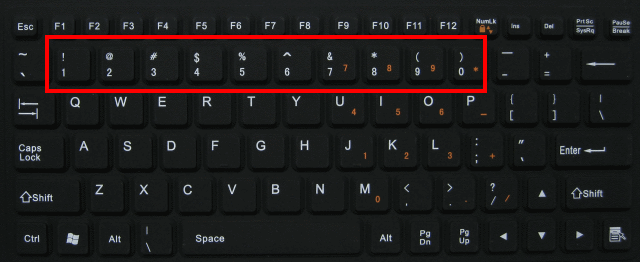 Esc F1 F2 F3 F4 F5 F6 F7 F8 F9 F10 F11 F12 NumLk Ins Del PrtSc SysRq PauSe Break
~ ` ! 1 @ 2 # 3 $ 4 % 5 ^ 6 & 7 7 * 8 8 ( 9 9 ) 0 * — - + =
Q W E R T Y U 4 I 5 O 6 P – { [ } ] | \
Caps Lock A S D F G H J 1 K 2 L 3 : ; + " ' Enter
Shift Z X C V B N M 0 < , > . ? / / Shift
Ctrl Alt | \ Space Alt Pg Dn Pg Up